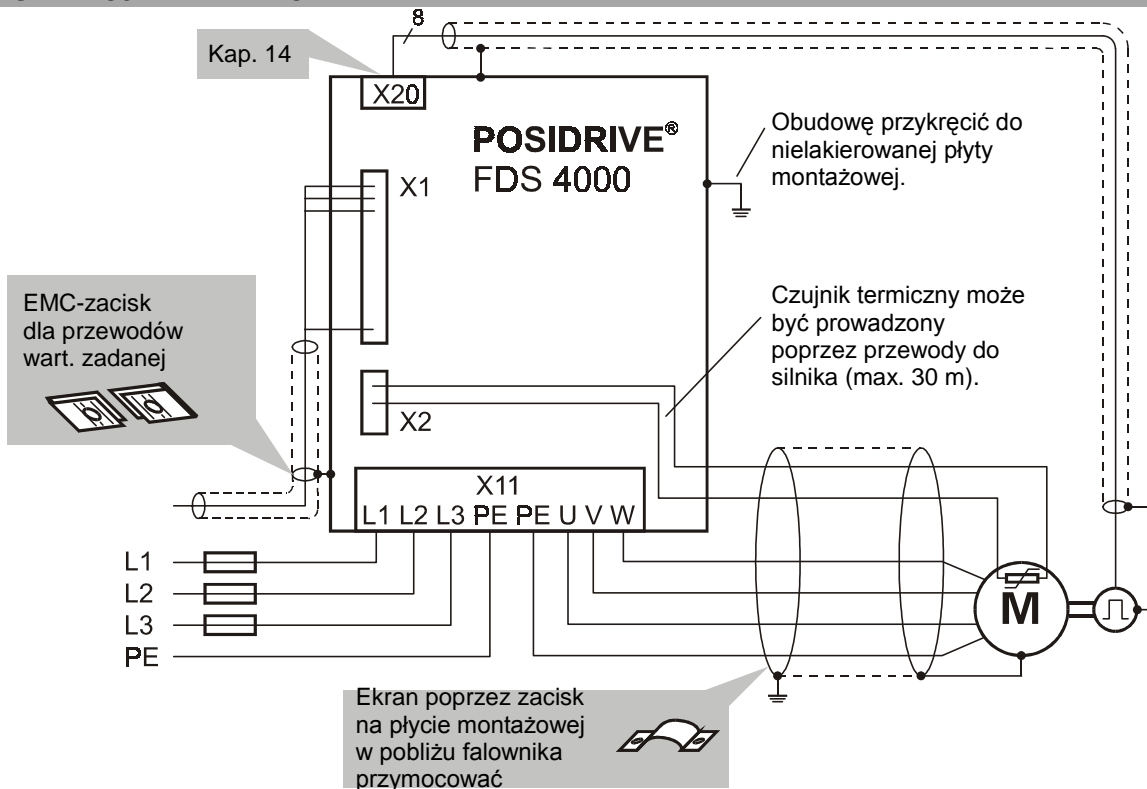 8
Kap. 14
X20
POSIDRIVE®
FDS 4000
X1
Obudowę przykręcić do
nielakierowanej płyty
montażowej.
EMC-zacisk
dla przewodów
wart. zadanej
Czujnik termiczny może
być prowadzony
poprzez przewody do
silnika (max. 30 m).
X2
X11
L1 L2 L3 PE PE U V W
L1
L2
L3
PE
M
Ekran poprzez zacisk
na płycie montażowej
w pobliżu falownika
przymocować